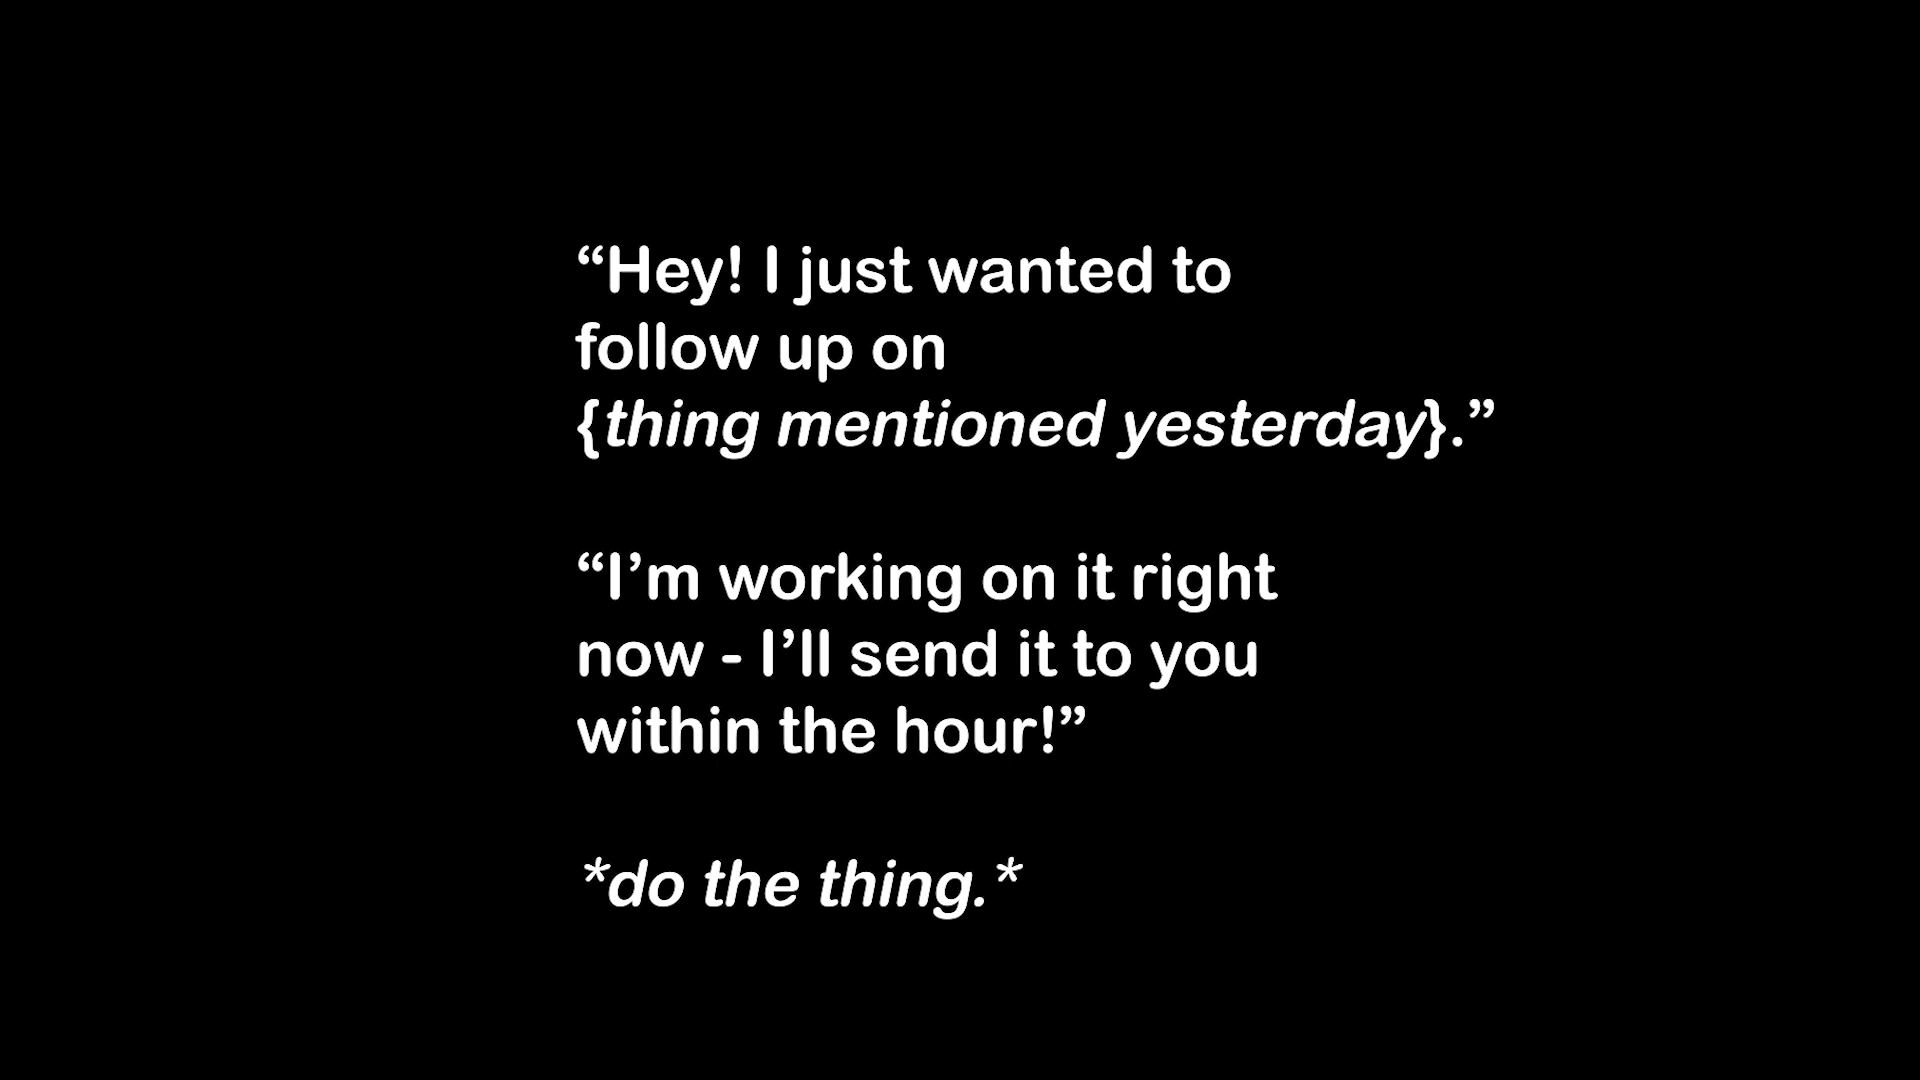 “Hey! I just wanted to
follow up on
{thing mentioned yesterday}.”
“I’m working on it right
now - I’ll send it to you
within the hour!”
*do the thing.*